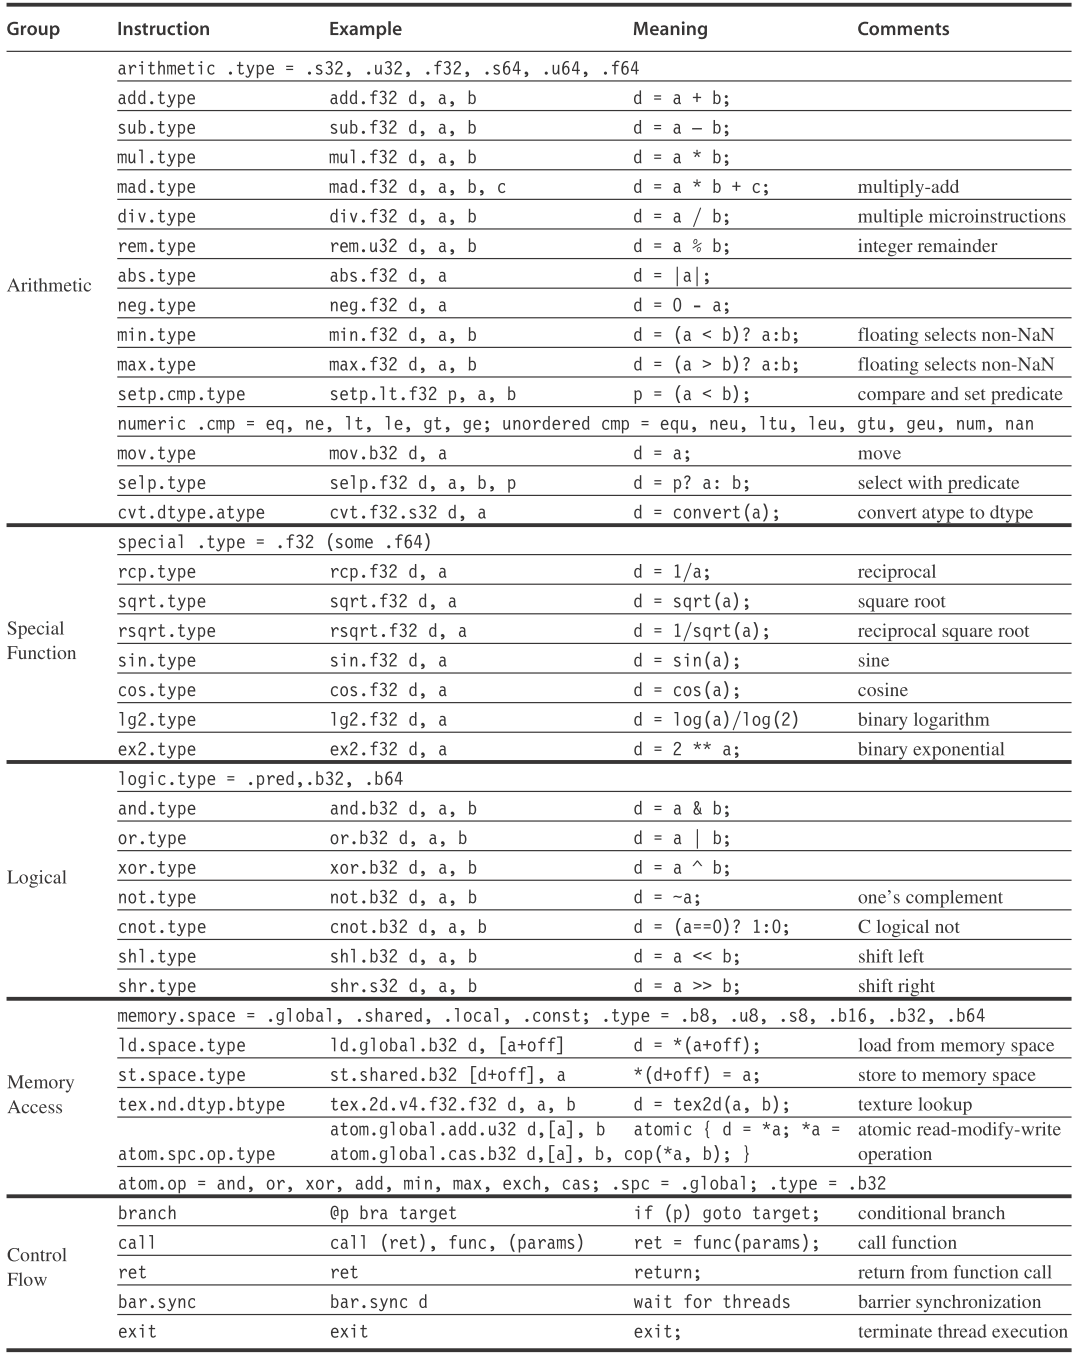 Group Instruction Example Meaning Comments
Arithmetic
arithmetic .type = .s32, .u32, .f32, .s64, .u64, .f64
add.type add.f32 d, a, b d = a + b;
sub.type sub.f32 d, a, b d = a – b;
mul.type mul.f32 d, a, b d = a * b;
mad.type mad.f32 d, a, b, c d = a * b + c; multiply-add
div.type div.f32 d, a, b d = a / b; multiple microinstructions
rem.type rem.u32 d, a, b d = a % b; integer remainder
abs.type abs.f32 d, a d = |a|;
neg.type neg.f32 d, a d = 0 - a;
min.type min.f32 d, a, b d = (a < b)? a:b; floating selects non-NaN
max.type max.f32 d, a, b d = (a > b)? a:b; floating selects non-NaN
setp.cmp.type setp.lt.f32 p, a, b p = (a < b); compare and set predicate
numeric .cmp = eq, ne, lt, le, gt, ge; unordered cmp = equ, neu, ltu, leu, gtu, geu, num, nan
mov.type mov.b32 d, a d = a; move
selp.type selp.f32 d, a, b, p d = p? a: b; select with predicate
cvt.dtype.atype cvt.f32.s32 d, a d = convert(a); convert atype to dtype
Special
Function
special .type = .f32 (some .f64)
rcp.type rcp.f32 d, a d = 1/a; reciprocal
sqrt.type sqrt.f32 d, a d = sqrt(a); square root
rsqrt.type rsqrt.f32 d, a d = 1/sqrt(a); reciprocal square root
sin.type sin.f32 d, a d = sin(a); sine
cos.type cos.f32 d, a d = cos(a); cosine
lg2.type lg2.f32 d, a d = log(a)/log(2) binary logarithm
ex2.type ex2.f32 d, a d = 2 ** a; binary exponential
Logical
logic.type = .pred,.b32, .b64
and.type and.b32 d, a, b d = a & b;
or.type or.b32 d, a, b d = a | b;
xor.type xor.b32 d, a, b d = a ^ b;
not.type not.b32 d, a, b d = ~a; one's complement
cnot.type cnot.b32 d, a, b d = (a==0)? 1:0; C logical not
shl.type shl.b32 d, a, b d = a << b; shift left
shr.type shr.s32 d, a, b d = a >> b; shift right
Memory
Access
memory.space = .global, .shared, .local, .const; .type = .b8, .u8, .s8, .b16, .b32, .b64
ld.space.type ld.global.b32 d, [a+off] d = *(a+off); load from memory space
st.space.type st.shared.b32 [d+off], a *(d+off) = a; store to memory space
tex.nd.dtyp.btype tex.2d.v4.f32.f32 d, a, b d = tex2d(a, b); texture lookup
atom.global.add.u32 d,[a], b atomic { d = *a; *a = atomic read-modify-write
atom.spc.op.type atom.global.cas.b32 d,[a], b, cop(*a, b); } operation
atom.op = and, or, xor, add, min, max, exch, cas; .spc = .global; .type = .b32
Control
Flow
branch @p bra target if (p) goto target; conditional branch
call call (ret), func, (params) ret = func(params); call function
ret ret return; return from function call
bar.sync bar.sync d wait for threads barrier synchronization
exit exit exit; terminate thread execution